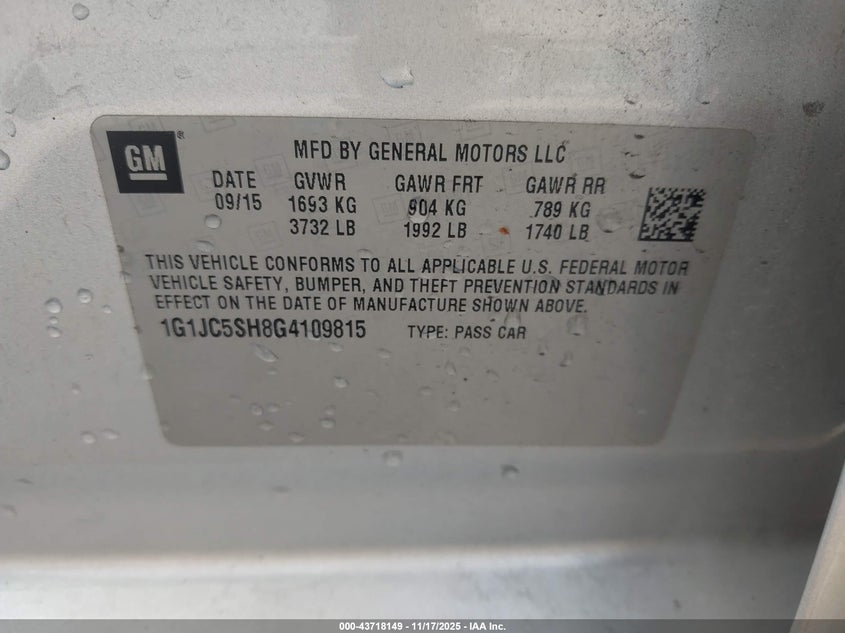 GM
MFD BY GENERAL MOTORS LLC
DATE GVWR GAWR FRT GAWR RR
09/15 1693 KG 904 KG 789 KG
3732 LB 1992 LB 1740 LB
THIS VEHICLE CONFORMS TO ALL APPLICABLE U.S. FEDERAL MOTOR
VEHICLE SAFETY, BUMPER, AND THEFT PREVENTION STANDARDS IN
EFFECT ON THE DATE OF MANUFACTURE SHOWN ABOVE.
1G1JC5SH8G4109815 TYPE: PASS CAR
000-43718149 — 11/17/2025 — IAA Inc.